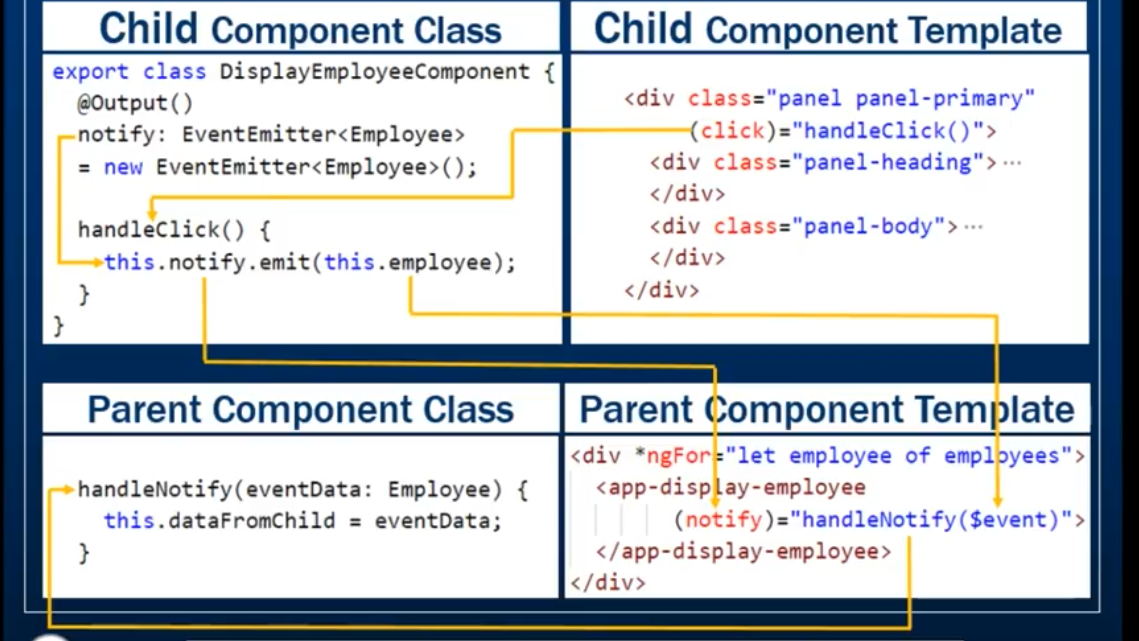 Child Component Class
export class DisplayEmployeeComponent {
@Output()
notify: EventEmitter<Employee>
= new EventEmitter<Employee>();
handleClick() {
this.notify.emit(this.employee);
}
}
Child Component Template
<div class="panel panel-primary"
(click)="handleClick()">
<div class="panel-heading">···
</div>
<div class="panel-body">···
</div>
</div>
Parent Component Class
handleNotify(eventData: Employee) {
this.dataFromChild = eventData;
}
Parent Component Template
<div *ngFor="let employee of employees">
<app-display-employee
(notify)="handleNotify($event)">
</app-display-employee>
</div>